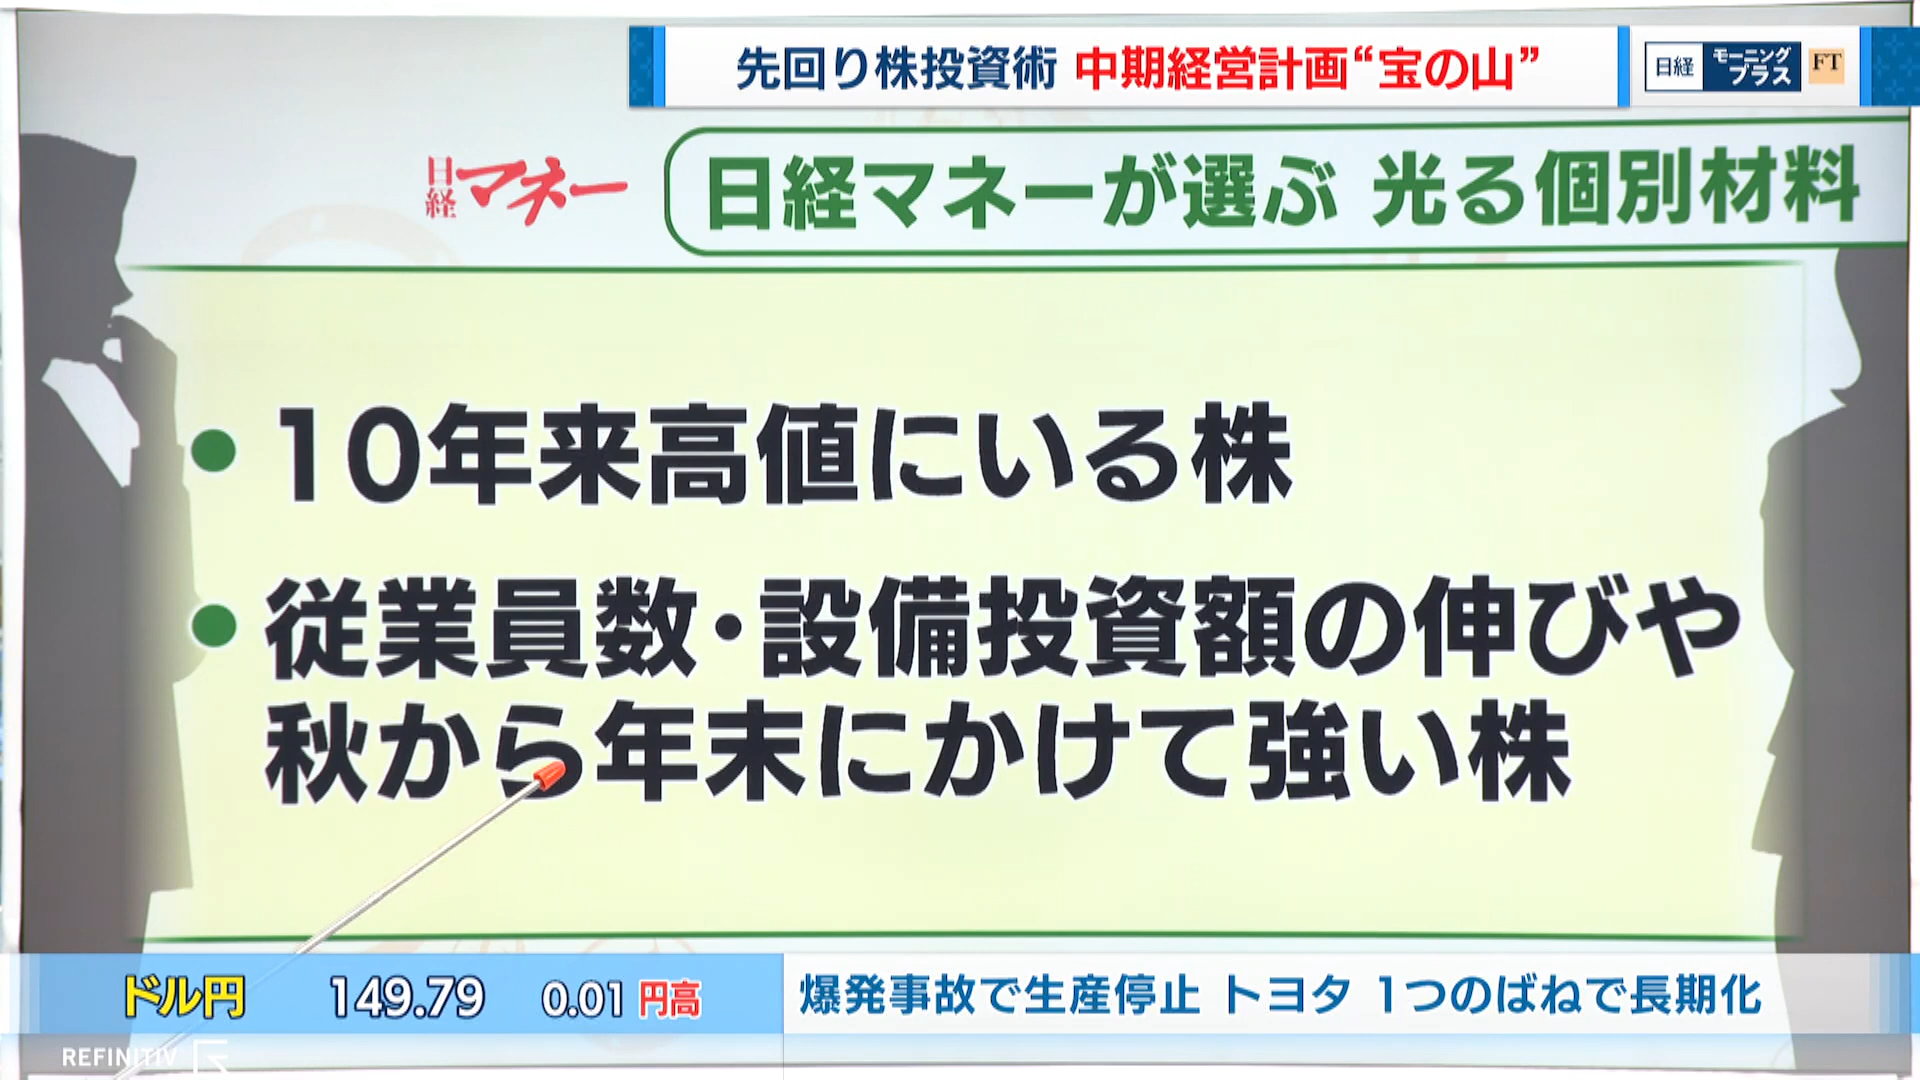 先回り株投資術 中期経営計画“宝の山”
日経 モーニングプラス FT
日経マネー
日経マネーが選ぶ 光る個別材料
● 10年来高値にいる株
● 従業員数・設備投資額の伸びや
秋から年末にかけて強い株
ドル円 149.79 0.01 円高
爆発事故で生産停止 トヨタ 1つのばねで長期化
REFINITIV